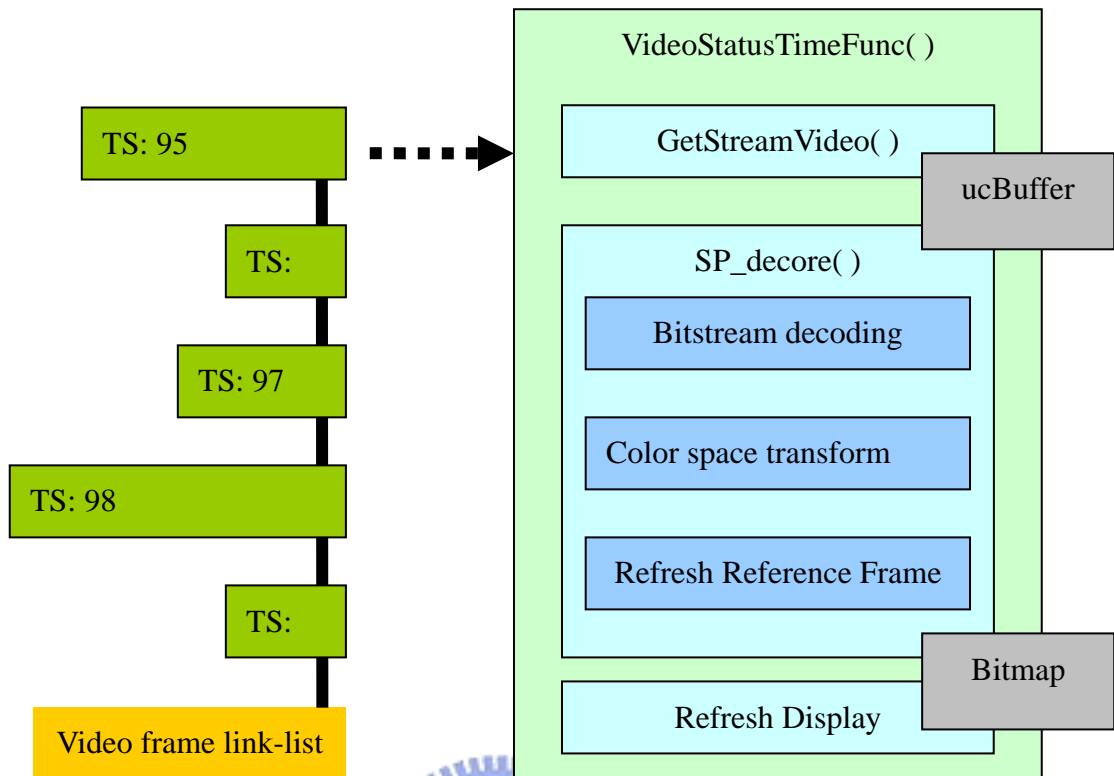 VideoStatusTimeFunc( )
TS: 95
GetStreamVideo( )
ucBuffer
TS:
SP_decore( )
Bitstream decoding
TS: 97
Color space transform
TS: 98
Refresh Reference Frame
TS:
Bitmap
Refresh Display
Video frame link-list